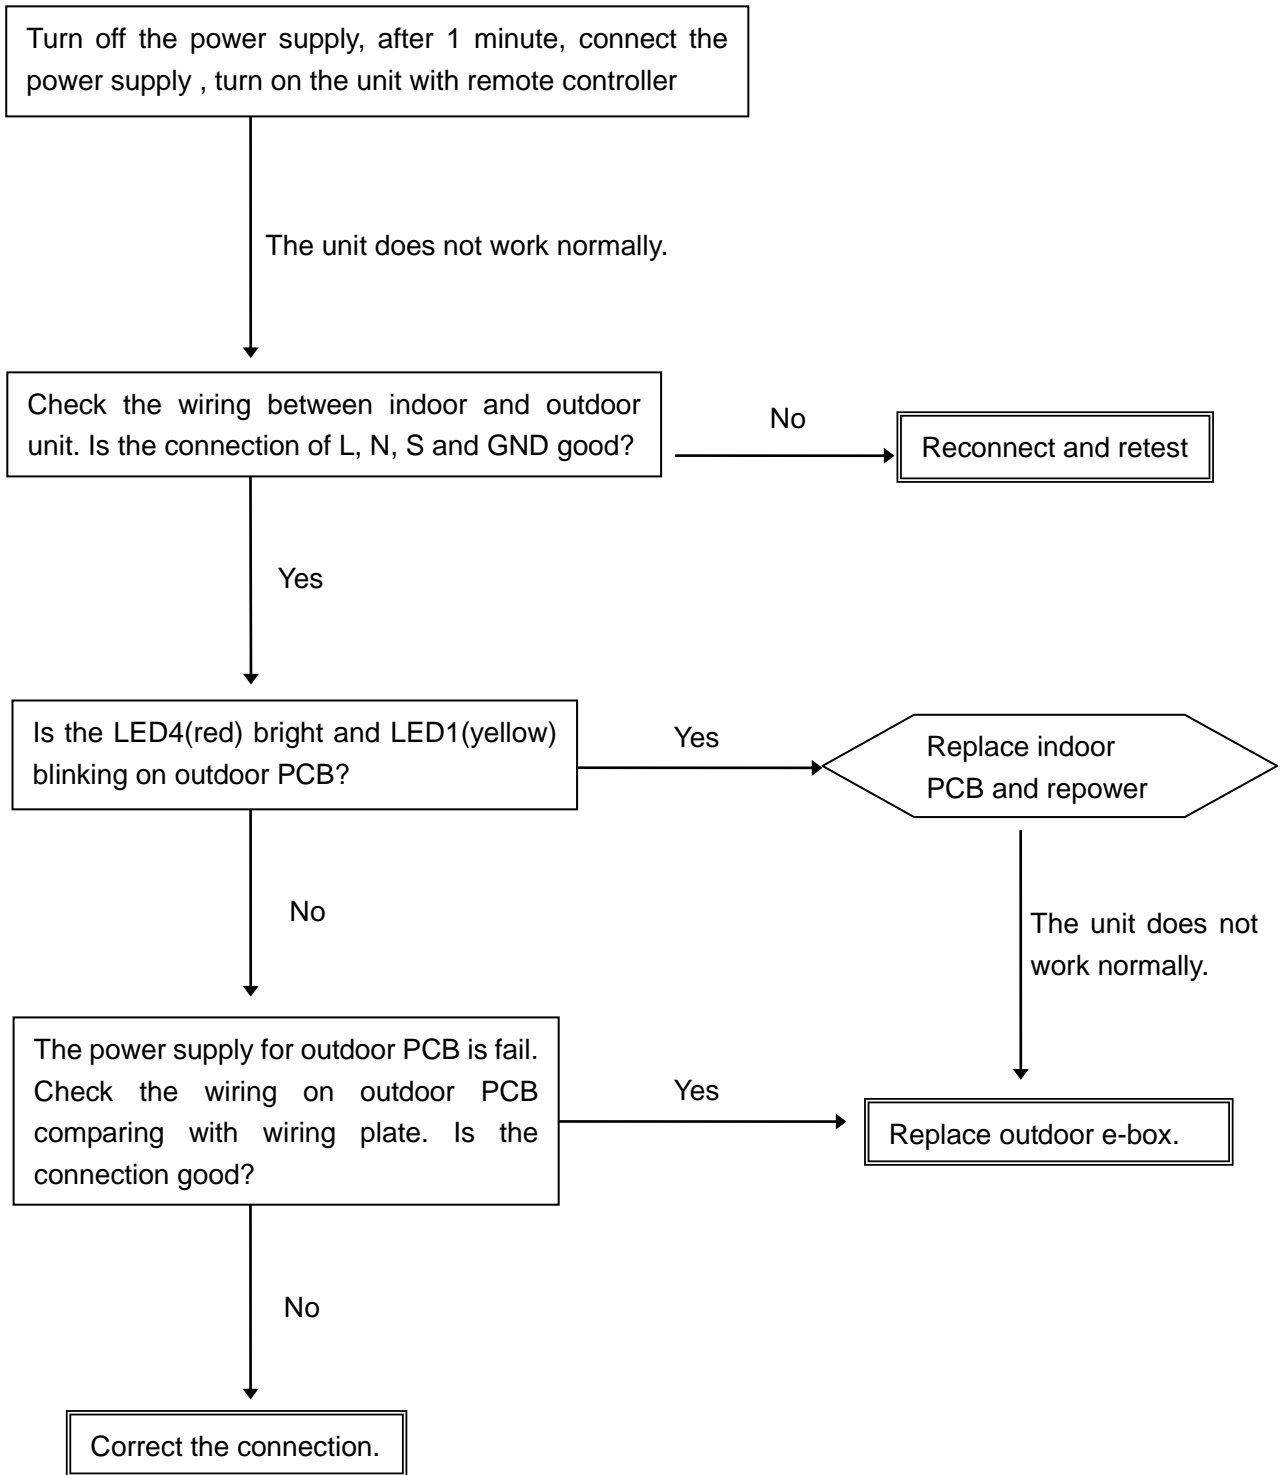 Turn off the power supply, after 1 minute, connect the
power supply , turn on the unit with remote controller
The unit does not work normally.
Check the wiring between indoor and outdoor
unit. Is the connection of L, N, S and GND good?
No
Reconnect and retest
Yes
Is the LED4(red) bright and LED1(yellow)
blinking on outdoor PCB?
Yes
Replace indoor
PCB and repower
No
The unit does not
work normally.
The power supply for outdoor PCB is fail.
Check the wiring on outdoor PCB
comparing with wiring plate. Is the
connection good?
Yes
Replace outdoor e-box.
No
Correct the connection.